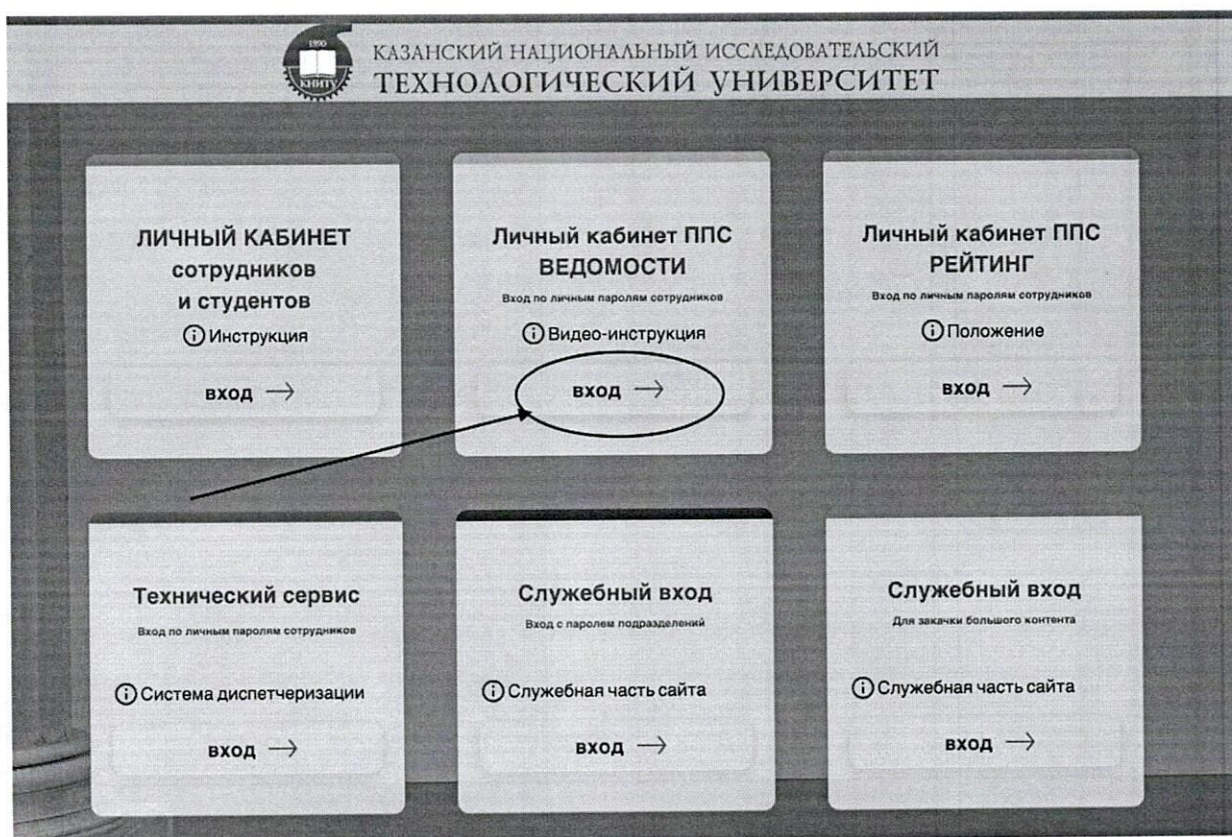 1890
КНИТУ
КАЗАНСКИЙ НАЦИОНАЛЬНЫЙ ИССЛЕДОВАТЕЛЬСКИЙ
ТЕХНОЛОГИЧЕСКИЙ УНИВЕРСИТЕТ
ЛИЧНЫЙ КАБИНЕТ
сотрудников
и студентов
Инструкция
вход →
Личный кабинет ППС
ВЕДОМОСТИ
Вход по личным паролям сотрудников
Видео-инструкция
вход →
Личный кабинет ППС
РЕЙТИНГ
Вход по личным паролям сотрудников
Положение
вход →
Технический сервис
Вход по личным паролям сотрудников
Система диспетчеризации
вход →
Служебный вход
Вход с паролем подразделений
Служебная часть сайта
вход →
Служебный вход
Для закачки большого контента
Служебная часть сайта
вход →